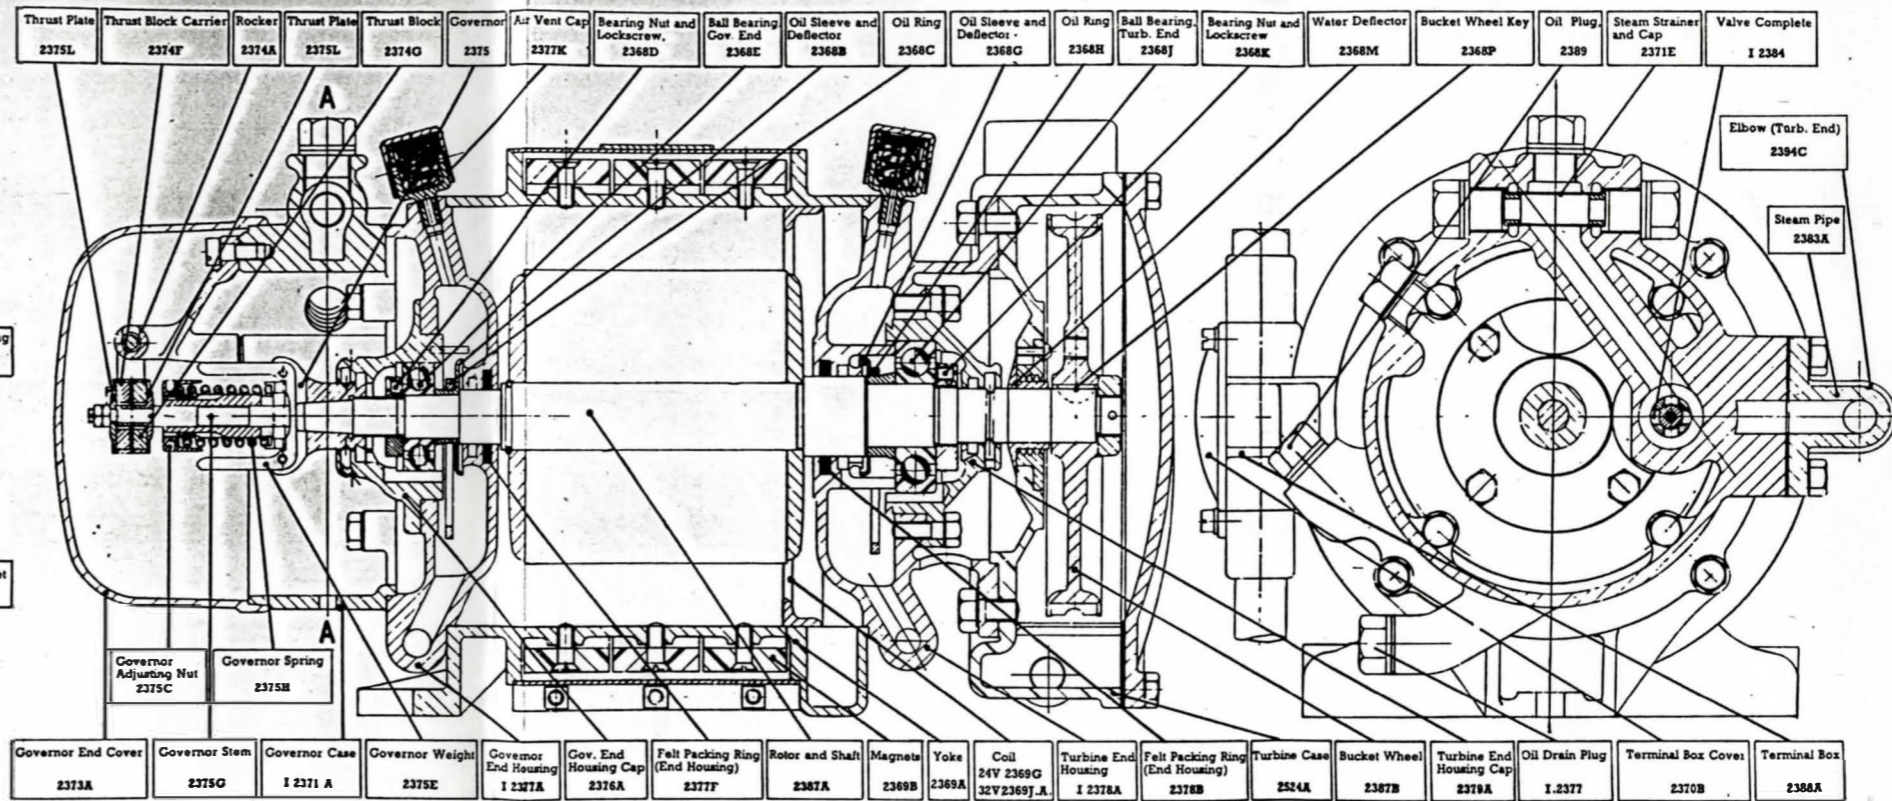 Thrust Plate
2375L
Thrust Block Carrier
2374F
Rocker
2374A
Thrust Plate
2375L
Thrust Block
2374G
Governor
2375
Air Vent Cap
2377K
Bearing Nut and
Lockscrew,
2368D
Ball Bearing,
Gov. End
2368E
Oil Sleeve and
Deflector
2368B
Oil Ring
2368C
Oil Sleeve and
Deflector .
2368G
Oil Ring
2368H
Ball Bearing,
Turb. End
2368J
Bearing Nut and
Lockscrew
2368K
Water Deflector
2368M
Bucket Wheel Key
2368P
Oil Plug,
2389
Steam Strainer
and Cap
2371E
Valve Complete
I 2384
A
Elbow (Turb. End)
2394C
Steam Pipe
2383A
A
Governor
Adjusting Nut
2375C
Governor Spring
2375H
Governor End Cover
2373A
Governor Stem
2375G
Governor Case
I 2371 A
Governor Weight
2375E
Governor
End Housing
I 2377A
Gov. End
Housing Cap
2376A
Felt Packing Ring
(End Housing)
2377F
Rotor and Shaft
2387A
Magnets
2369B
Yoke
2369A
Coil
24V 2369G
32V2369J.A.
Turbine End
Housing
I 2378A
Felt Packing Ring
(End Housing)
2378B
Turbine Case
2524A
Bucket Wheel
2387B
Turbine End
Housing Cap
2379A
Oil Drain Plug
I.2377
Terminal Box Cover
2370B
Terminal Box
2388A